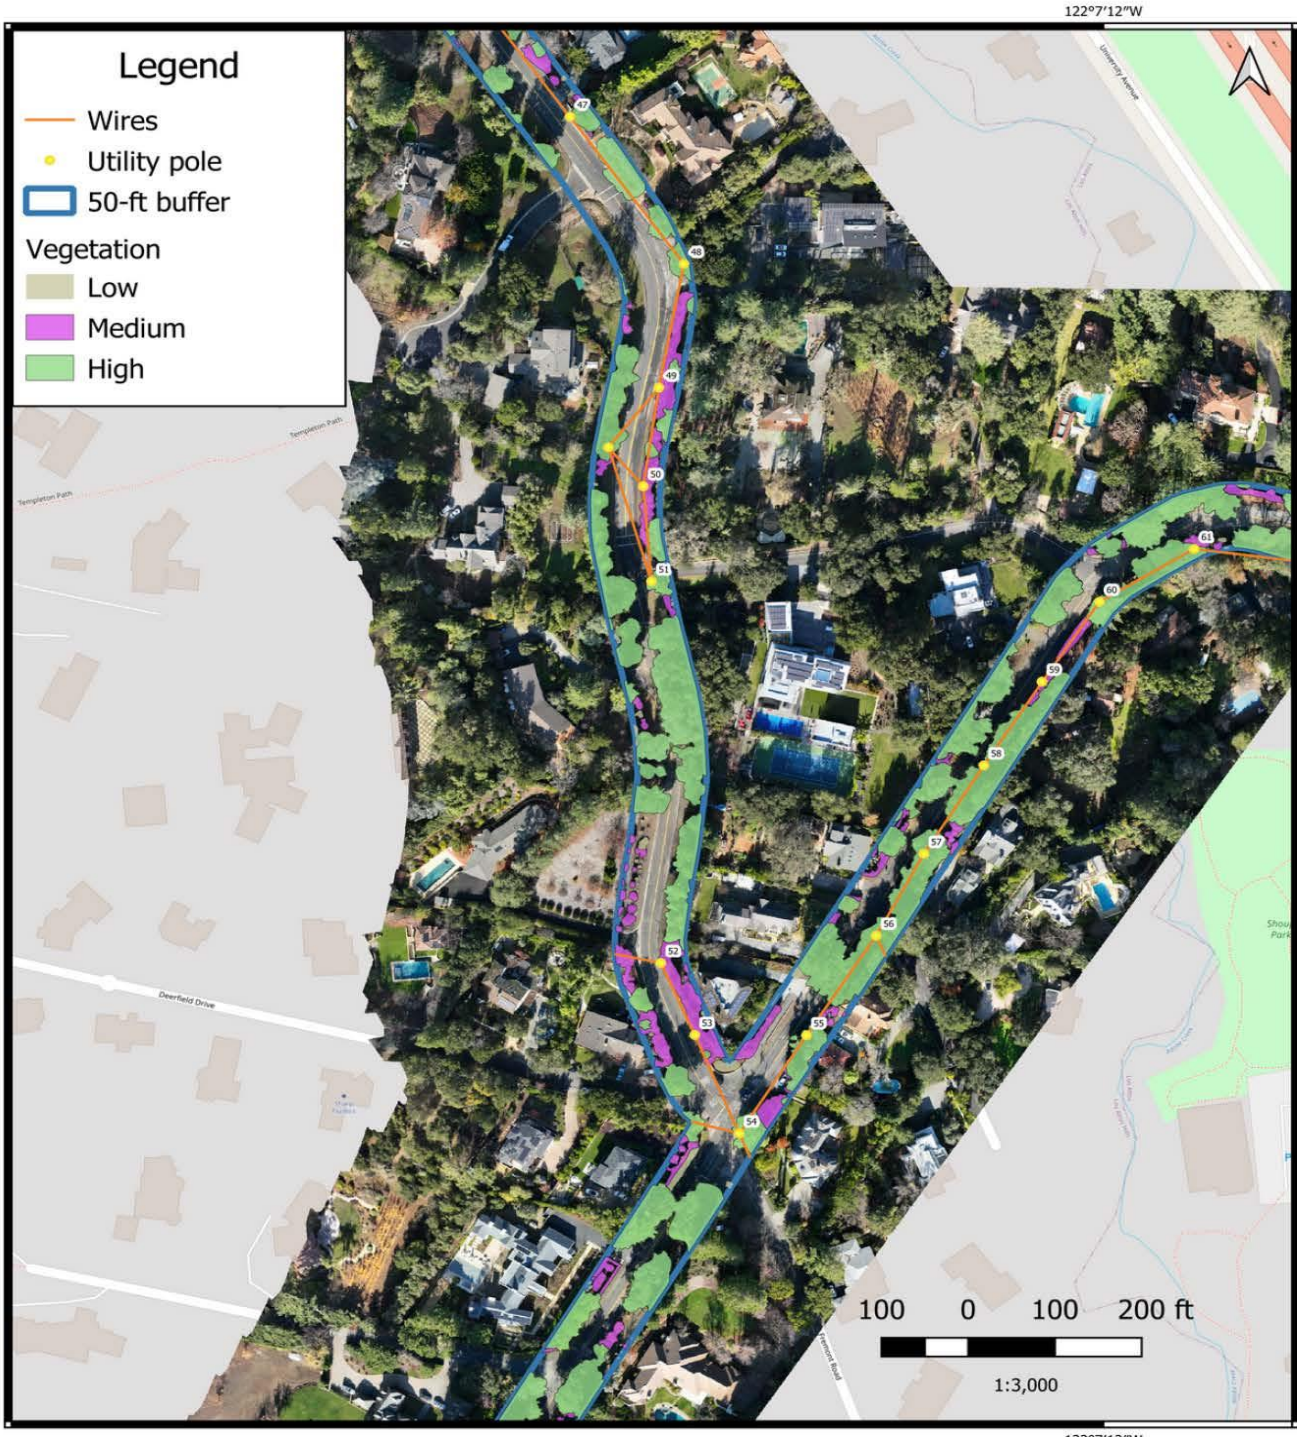 122°7'12"W
Legend
Wires
Utility pole
50-ft buffer
Vegetation
Low
Medium
High
University Avenue
47
48
49
50
51
Templeton Path
Templeton Path
61
60
59
58
57
56
55
52
53
54
Deerfield Drive
Fremont Road
100 0 100 200 ft
1:3,000